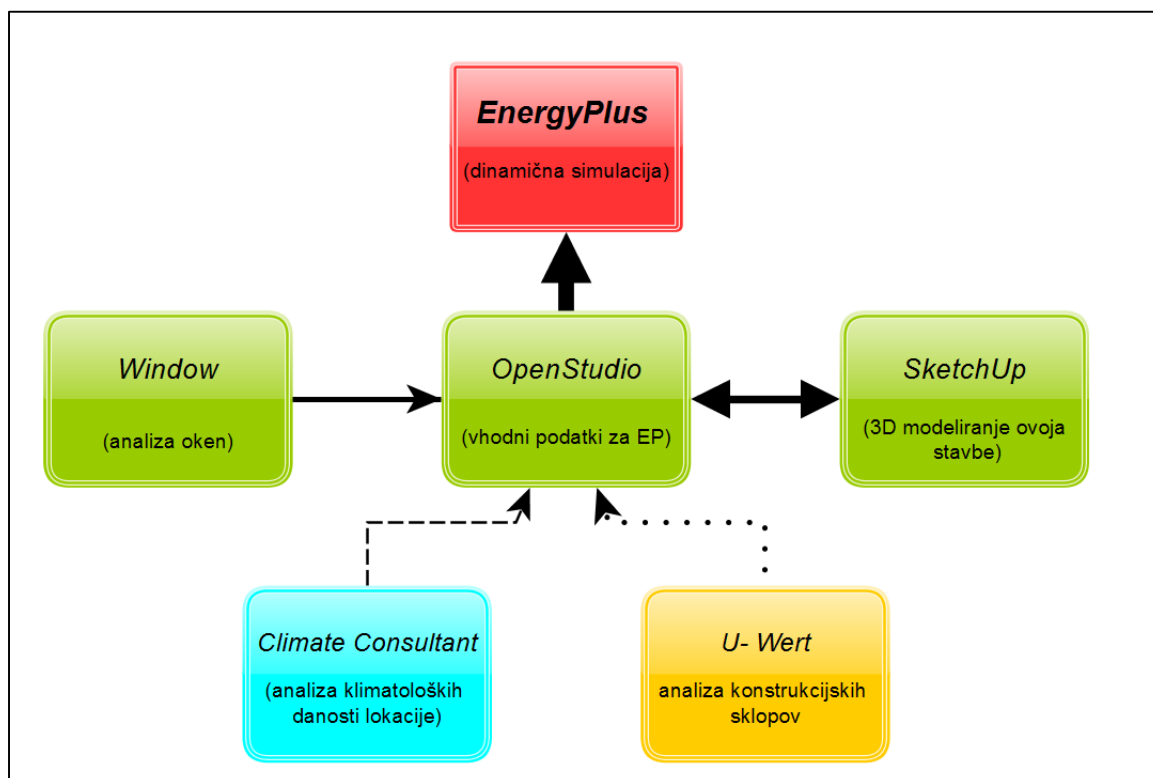 EnergyPlus
(dinamična simulacija)
Window
(analiza oken)
OpenStudio
(vhodni podatki za EP)
SketchUp
(3D modeliranje ovoja
stavbe)
Climate Consultant
(analiza klimatoloških
danosti lokacije)
U- Wert
analiza konstrukcijskih
sklopov